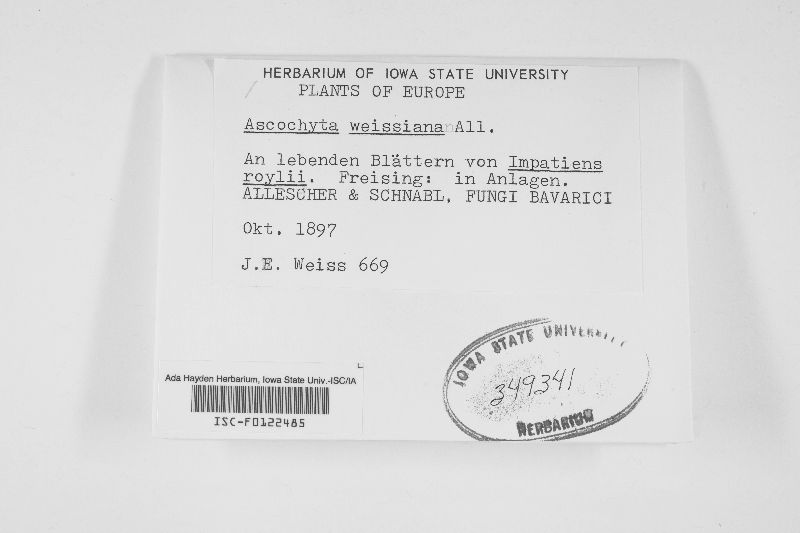 HERBARIUM OF IOWA STATE UNIVERSITY
PLANTS OF EUROPE
Ascochyta weissiana All.
An lebenden Blättern von Impatiens
roylii. Freising: in Anlagen.
ALLESCHER & SCHNABL, FUNGI BAVARICI
Okt. 1897
J.E. Weiss 669
Ada Hayden Herbarium, Iowa State Univ.-ISC/IA
ISC-F0122485
IOWA STATE UNIVERSITY
349341
HERBARIUM